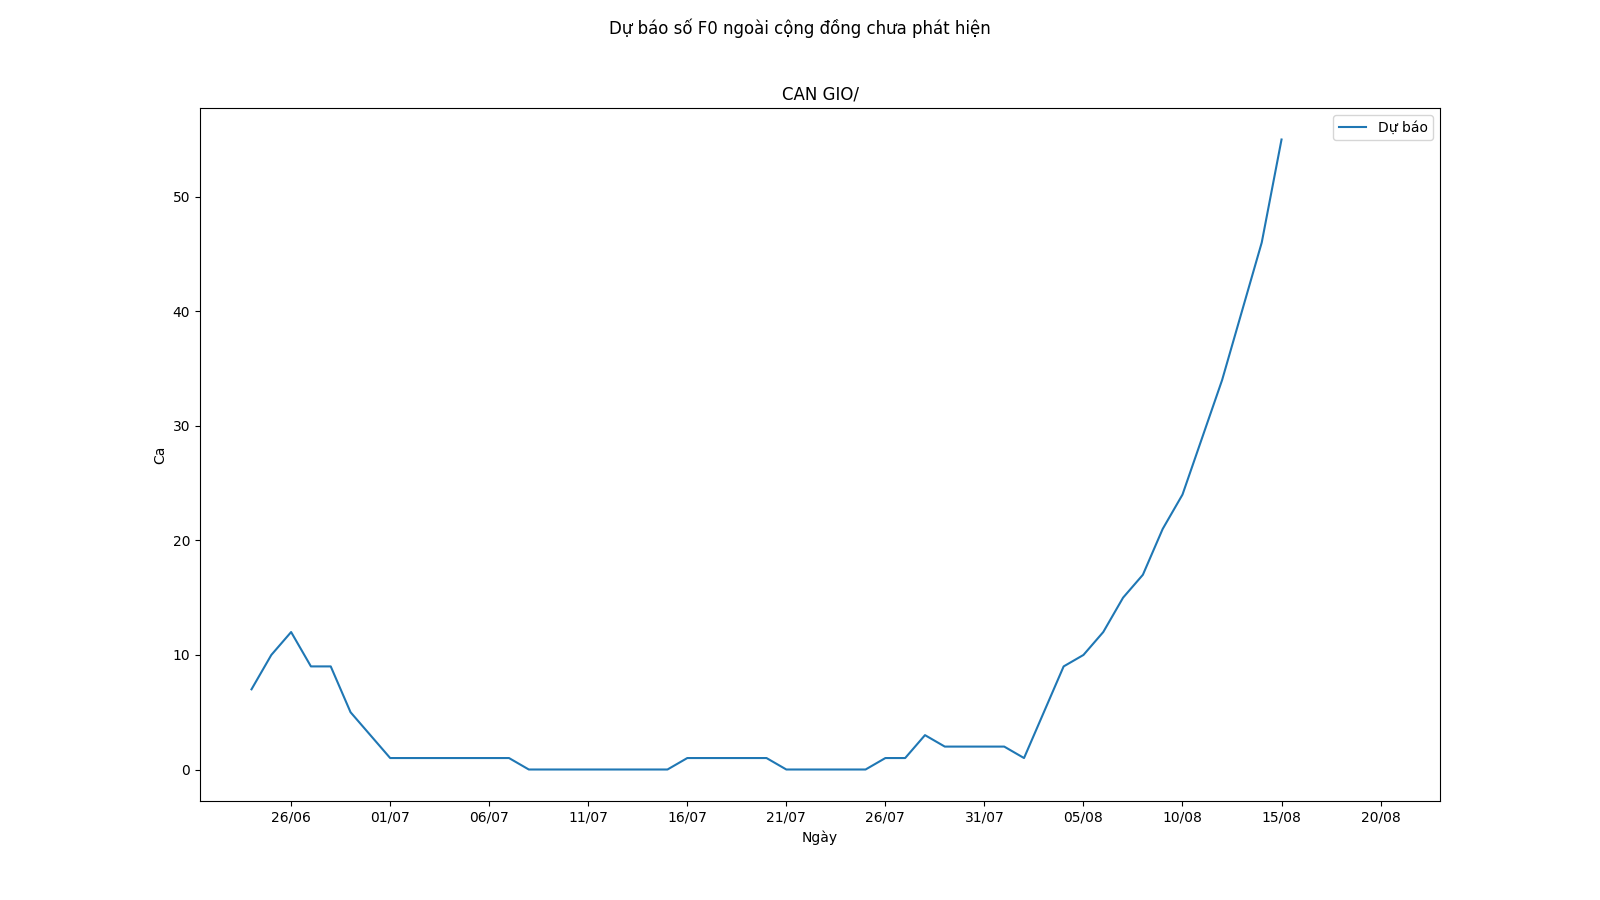 Dự báo số F0 ngoài cộng đồng chưa phát hiện
CAN GIO/
Dự báo
50
40
30
20
10
0
Ca
26/06 01/07 06/07 11/07 16/07 21/07 26/07 31/07 05/08 10/08 15/08 20/08
Ngày